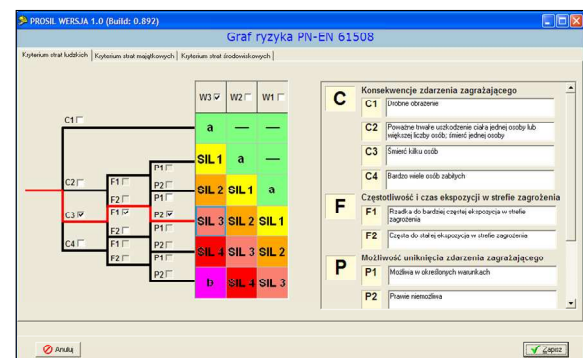 PROSIL WERSJA 1.0 (Build: 0.892)
Graf ryzyka PN-EN 61508
Kryterium strat ludzkich
Kryterium strat majątkowych
Kryterium strat środowiskowych
W3 W2 W1
C1
a — —
P1
SIL 1 a —
C2 F1 P2
SIL 2 SIL 1 a
F2 P1
C3 F1 P2
SIL 3 SIL 2 SIL 1
F2 P1
C4 F1 P2
SIL 4 SIL 3 SIL 2
F2 P1
P2
b SIL 4 SIL 3
C Konsekwencje zdarzenia zagrażającego
C1 Drobne obrażenie
C2 Poważne trwałe uszkodzenie ciała jednej osoby lub
większej liczby osób; śmierć jednej osoby
C3 Śmierć kilku osób
C4 Bardzo wiele osób zabitych
F Częstotliwość i czas ekspozycji w strefie zagrożenia
F1 Rzadka do bardziej częstej ekspozycja w strefie
zagrożenia
F2 Częsta do stałej ekspozycja w strefie zagrożenia
P Możliwość uniknięcia zdarzenia zagrażającego
P1 Możliwa w określonych warunkach
P2 Prawie niemożliwa
Anuluj
Zapisz